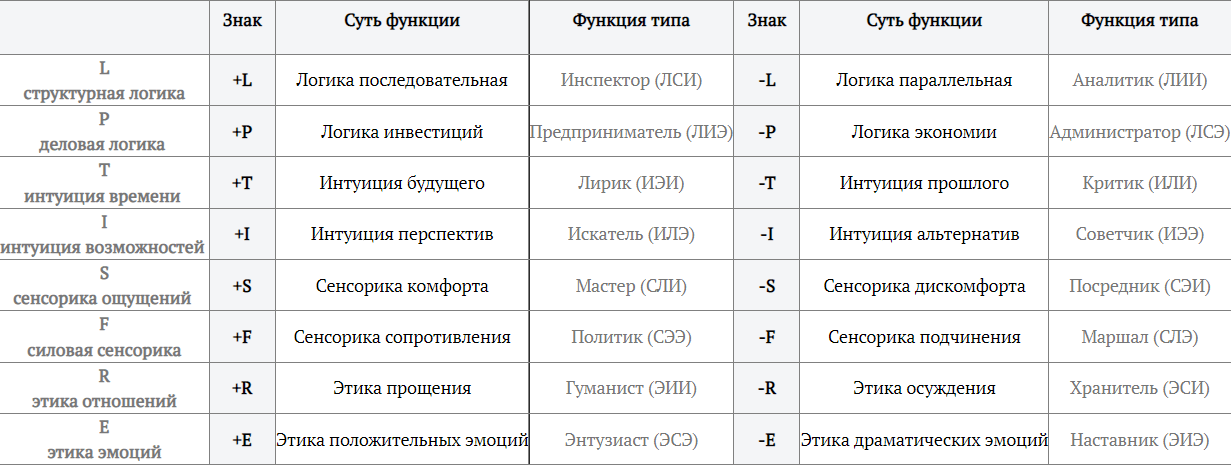 Знак Суть функции Функция типа Знак Суть функции Функция типа
L
структурная логика
+L Логика последовательная Инспектор (ЛСИ) -L Логика параллельная Аналитик (ЛИИ)
P
деловая логика
+P Логика инвестиций Предприниматель (ЛИЭ) -P Логика экономии Администратор (ЛСЭ)
T
интуиция времени
+T Интуиция будущего Лирик (ИЭИ) -T Интуиция прошлого Критик (ИЛИ)
I
интуиция возможностей
+I Интуиция перспектив Искатель (ИЛЭ) -I Интуиция альтернатив Советчик (ИЭЭ)
S
сенсорика ощущений
+S Сенсорика комфорта Мастер (СЛИ) -S Сенсорика дискомфорта Посредник (СЭИ)
F
силовая сенсорика
+F Сенсорика сопротивления Политик (СЭЭ) -F Сенсорика подчинения Маршал (СЛЭ)
R
этика отношений
+R Этика прощения Гуманист (ЭИИ) -R Этика осуждения Хранитель (ЭСИ)
E
этика эмоций
+E Этика положительных эмоций Энтузиаст (ЭСЭ) -E Этика драматических эмоций Наставник (ЭИЭ)